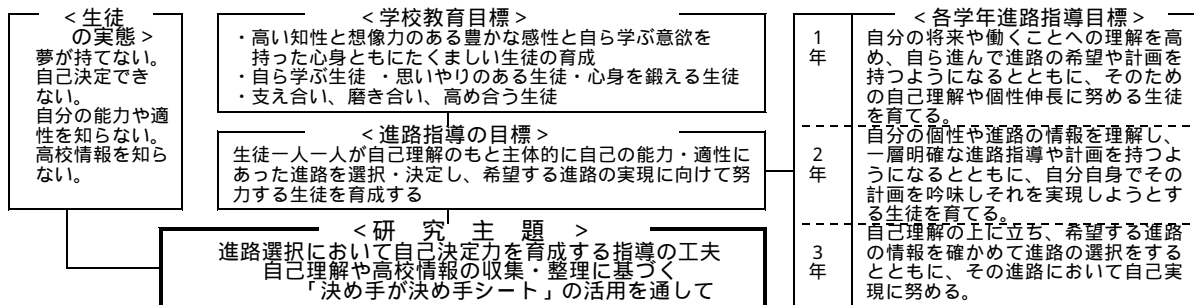 ＜生徒
の実態＞
夢が持てない。
自己決定でき
ない。
自分の能力や適
性を知らない。
高校情報を知ら
ない。
＜学校教育目標＞
・高い知性と想像力のある豊かな感性と自ら学ぶ意欲を
持った心身ともにたくましい生徒の育成
・自ら学ぶ生徒 ・思いやりのある生徒・心身を鍛える生徒
・支え合い、磨き合い、高め合う生徒
＜進路指導の目標＞
生徒一人一人が自己理解のもと主体的に自己の能力・適性に
あった進路を選択・決定し、希望する進路の実現に向けて努
力する生徒を育成する
＜研 究 主 題 ＞
進路選択において自己決定力を育成する指導の工夫
自己理解や高校情報の収集・整理に基づく
「決め手が決め手シート」の活用を通して
＜各学年進路指導目標＞
1
年
自分の将来や働くことへの理解を高
め、自ら進んで進路の希望や計画を
持つようになるとともに、そのため
の自己理解や個性伸長に努める生徒
を育てる。
2
年
自分の個性や進路の情報を理解し、
一層明確な進路指導や計画を持つよ
うになるとともに、自分自身でその
計画を吟味しそれを実現しようとす
る生徒を育てる。
3
年
自己理解の上に立ち、希望する進路
の情報を確かめて進路の選択をする
とともに、その進路において自己実
現に努める。